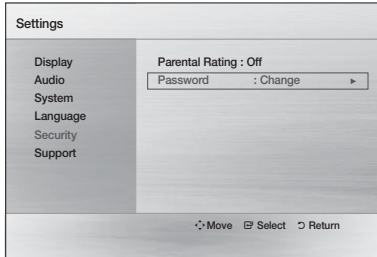 Settings
Display
Audio
System
Language
Security
Support
Parental Rating : Off
Password : Change ►
Move Select Return